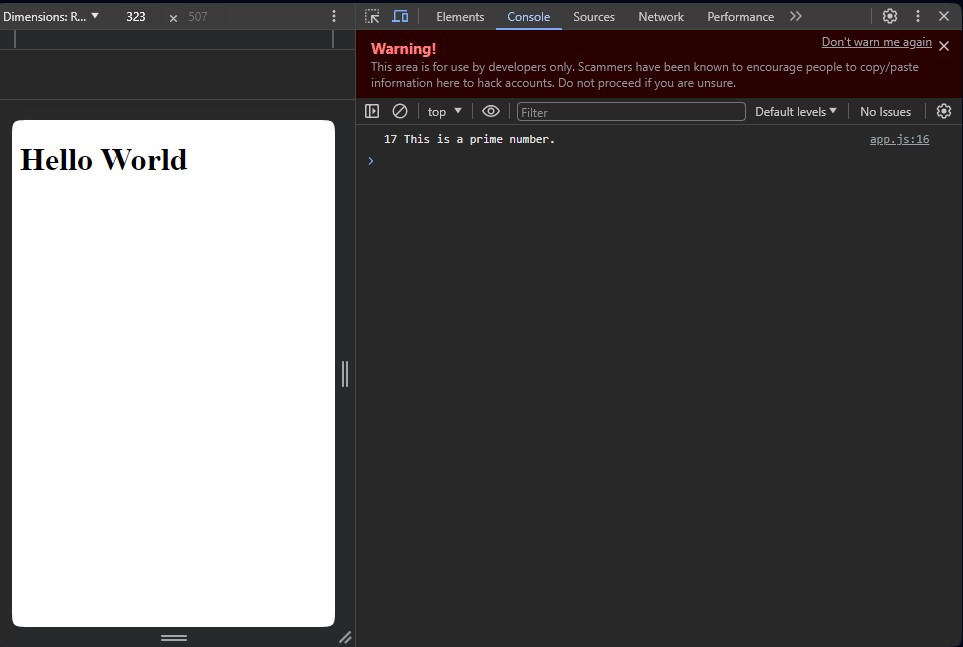 Dimensions: R... 323 × 507
Elements Console Sources Network Performance
Warning!
Don't warn me again
This area is for use by developers only. Scammers have been known to encourage people to copy/paste
information here to hack accounts. Do not proceed if you are unsure.
top Filter Default levels No Issues
17 This is a prime number. app.js:16
Hello World